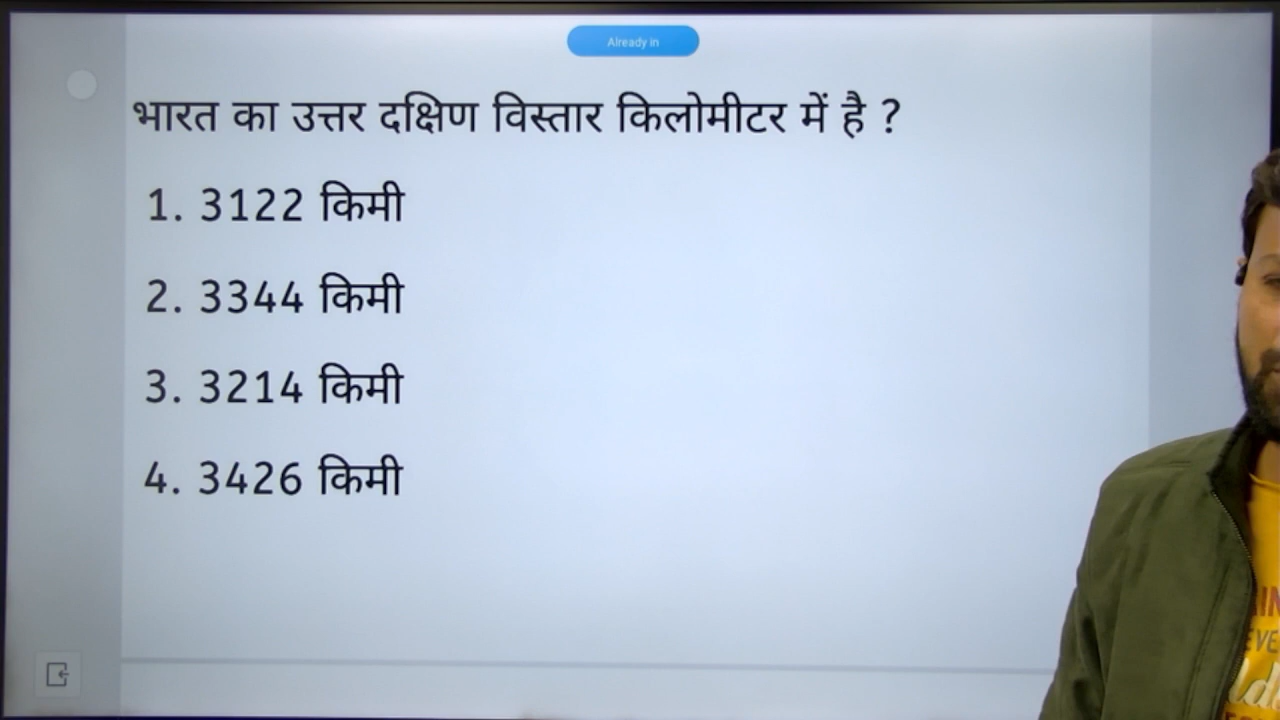 Already in
भारत का उत्तर दक्षिण विस्तार किलोमीटर में है ?
1. 3122 किमी
2. 3344 किमी
3. 3214 किमी
4. 3426 किमी